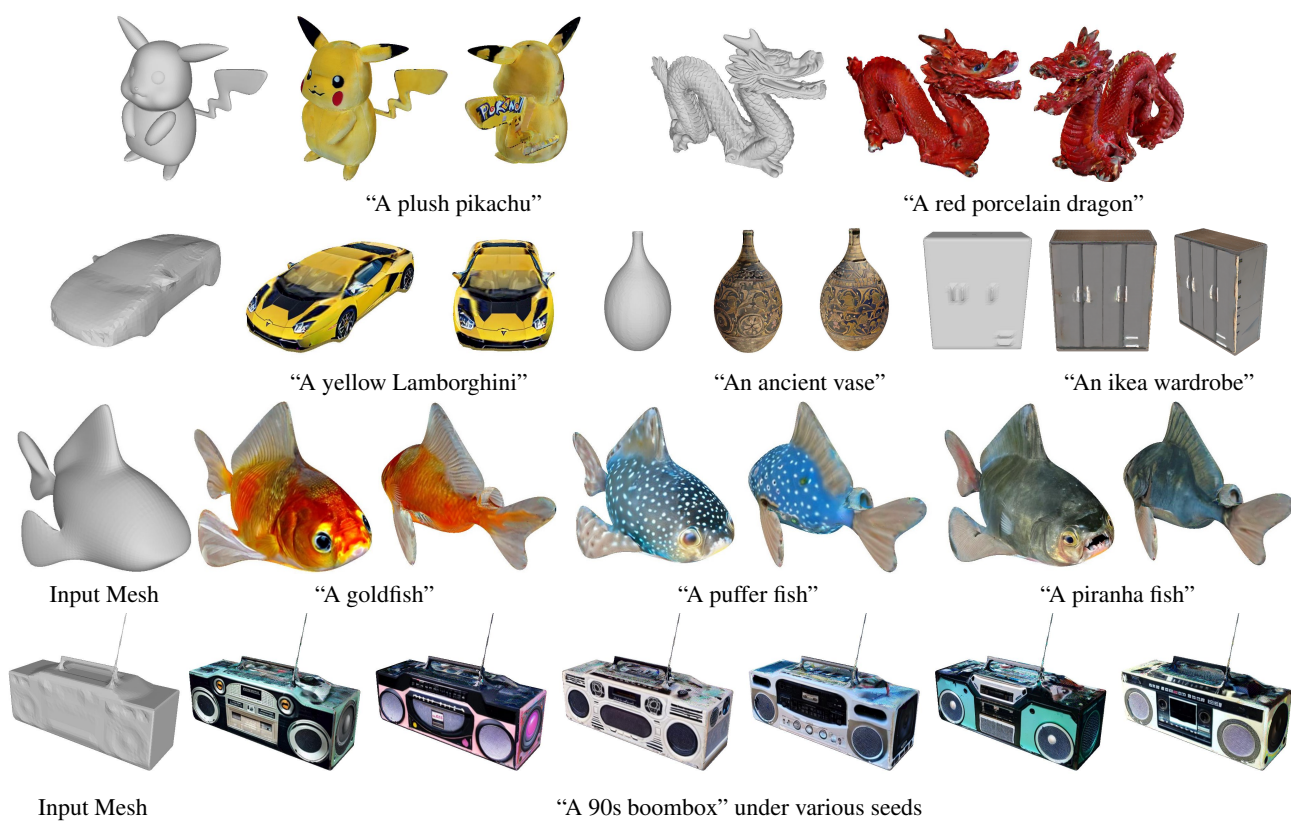 “A plush pikachu”
“A red porcelain dragon”
“A yellow Lamborghini”
“An ancient vase”
“An ikea wardrobe”
Input Mesh
“A goldfish”
“A puffer fish”
“A piranha fish”
Input Mesh
“A 90s boombox” under various seeds